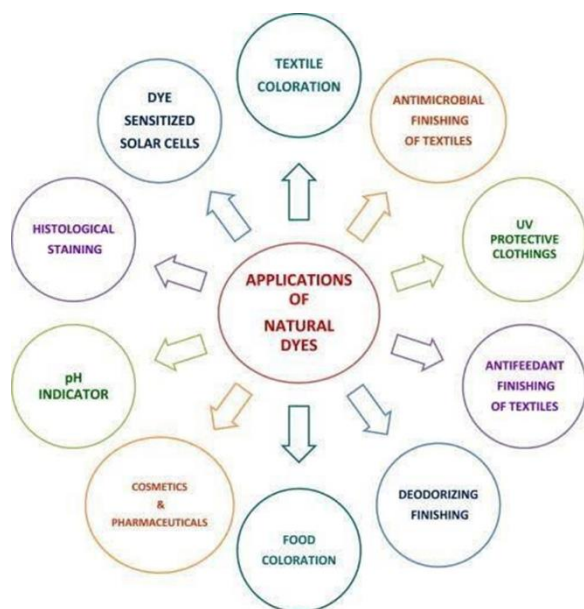 TEXTILE
COLORATION
ANTIMICROBIAL
FINISHING
OF TEXTILES
UV
PROTECTIVE
CLOTHINGS
ANTIFEEDANT
FINISHING
OF TEXTILES
DEODORIZING
FINISHING
FOOD
COLORATION
COSMETICS
&
PHARMACEUTICALS
pH
INDICATOR
HISTOLOGICAL
STAINING
DYE
SENSITIZED
SOLAR CELLS
APPLICATIONS
OF
NATURAL
DYES